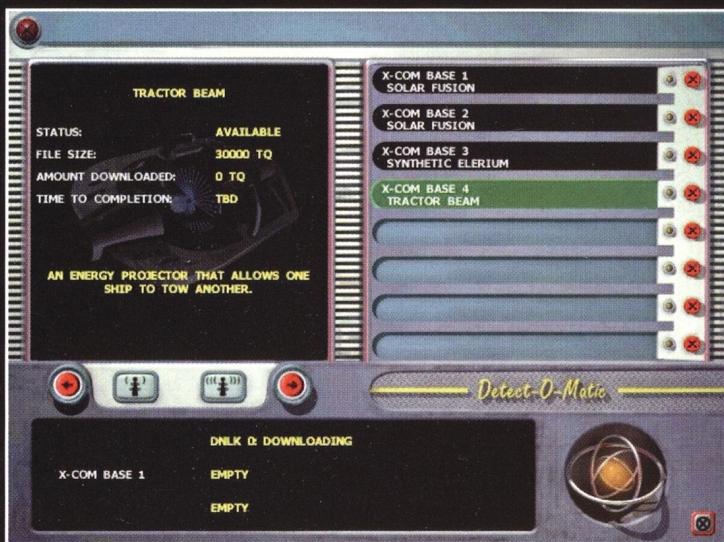 TRACTOR BEAM
STATUS: AVAILABLE
FILE SIZE: 30000 TQ
AMOUNT DOWNLOADED: 0 TQ
TIME TO COMPLETION: TBD
AN ENERGY PROJECTOR THAT ALLOWS ONE
SHIP TO TOW ANOTHER.
X-COM BASE 1
SOLAR FUSION
X-COM BASE 2
SOLAR FUSION
X-COM BASE 3
SYNTHETIC ELERIUM
X-COM BASE 4
TRACTOR BEAM
Detect-O-Matic
DNLK 0: DOWNLOADING
X-COM BASE 1 EMPTY
EMPTY